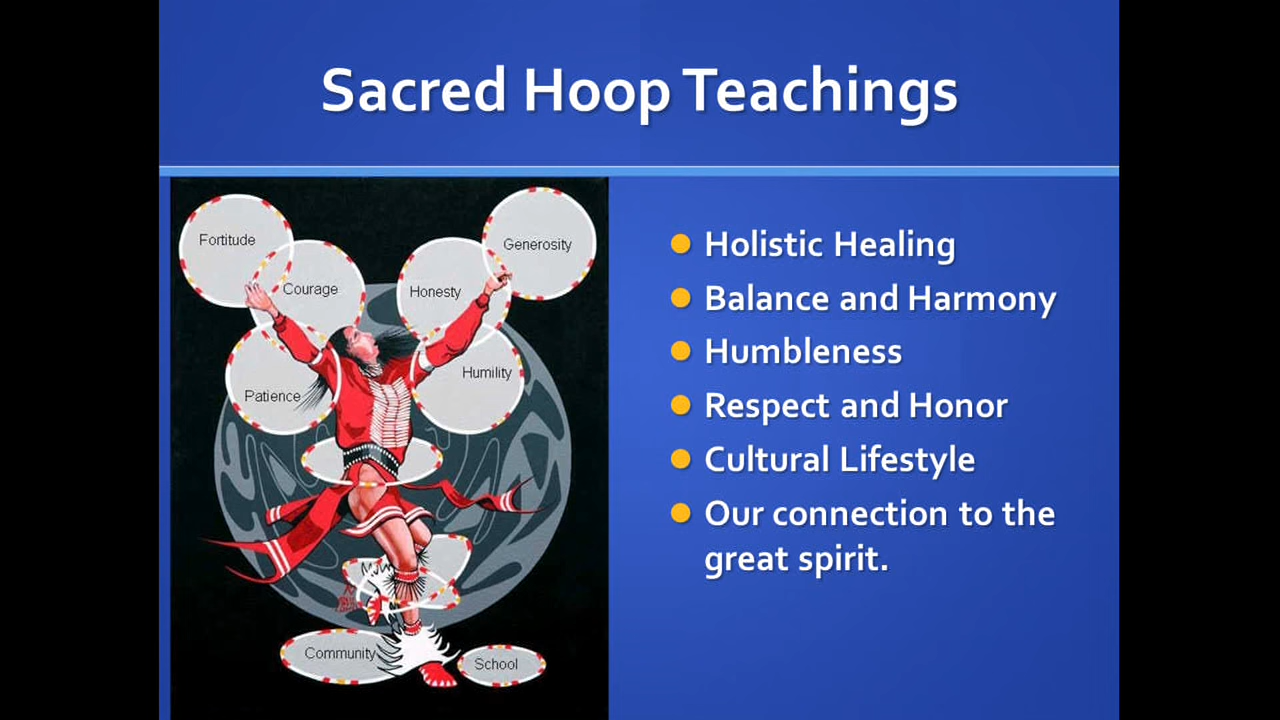 Sacred Hoop Teachings
Fortitude
Generosity
Courage
Honesty
Patience
Humility
Community
School
Holistic Healing
Balance and Harmony
Humbleness
Respect and Honor
Cultural Lifestyle
Our connection to the
great spirit.